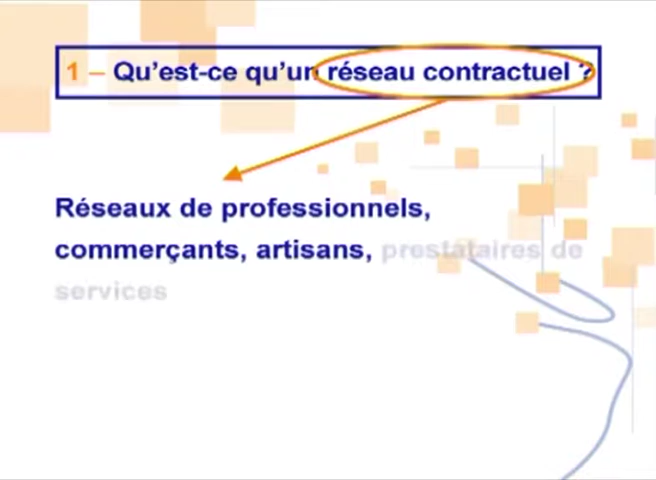 1 – Qu'est-ce qu'un réseau contractuel ?
Réseaux de professionnels,
commerçants, artisans, prestataires de
services